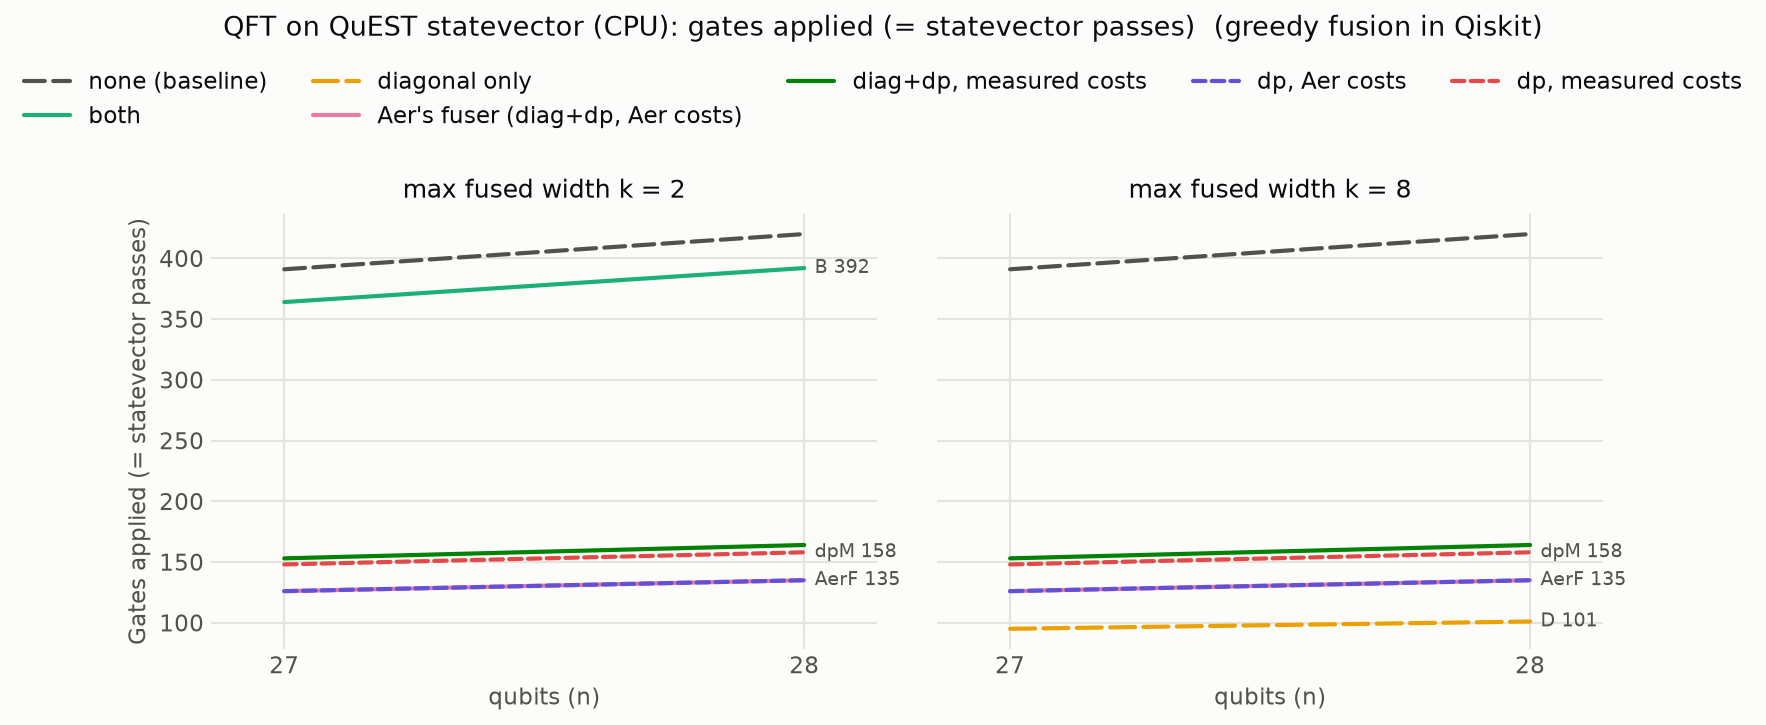 QFT on QuEST statevector (CPU): gates applied (= statevector passes)  (greedy fusion in Qiskit)
none (baseline)
diagonal only
diag+dp, measured costs
dp, Aer costs
dp, measured costs
both
Aer's fuser (diag+dp, Aer costs)
max fused width k = 2
max fused width k = 8
Gates applied (= statevector passes)
400
350
300
250
200
150
100
B 392
dpM 158
AerF 135
27
28
qubits (n)
dpM 158
AerF 135
D 101
27
28
qubits (n)